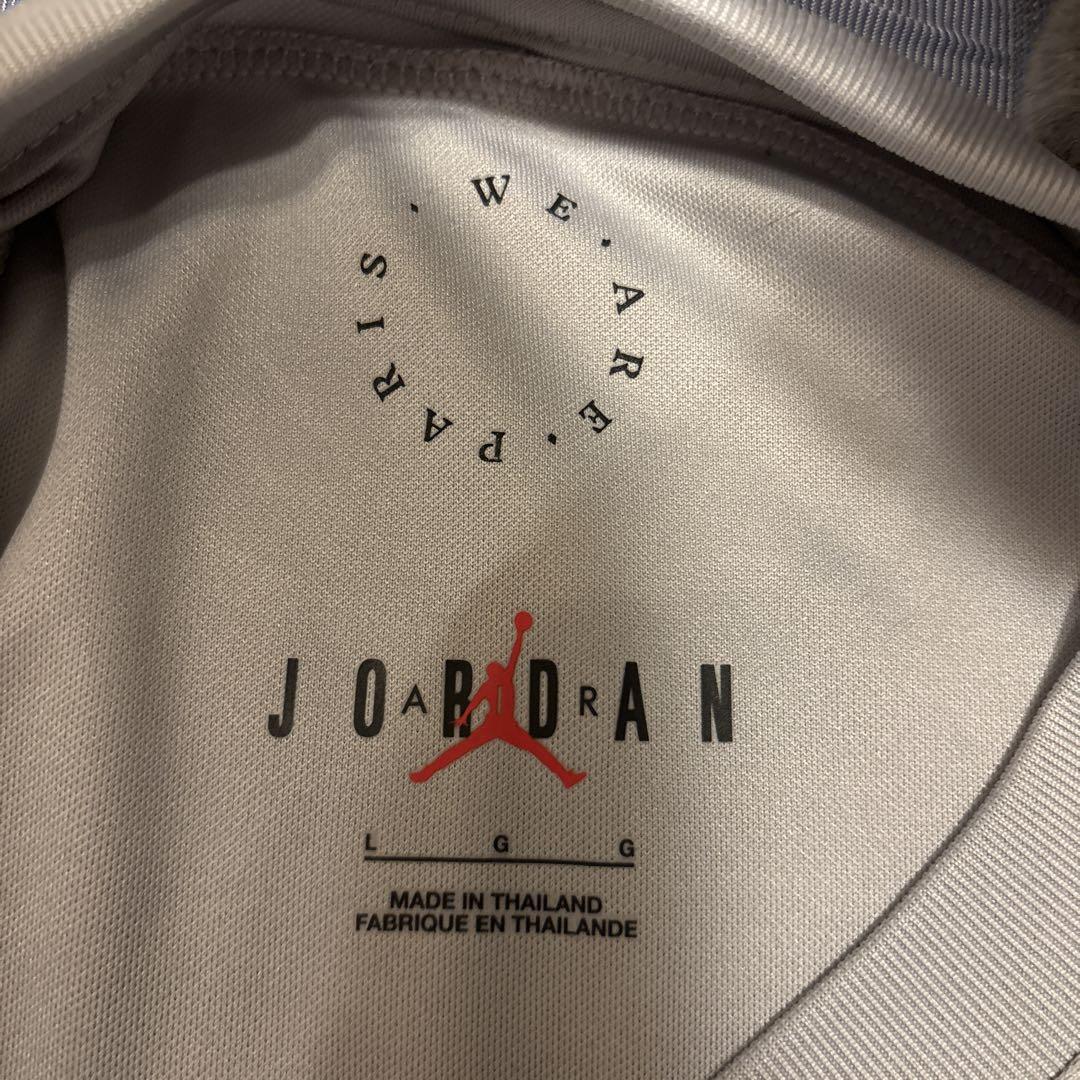 WE·ARE·PARIS·
JORDAN
AIR
L G G
MADE IN THAILAND
FABRIQUE EN THAILANDE